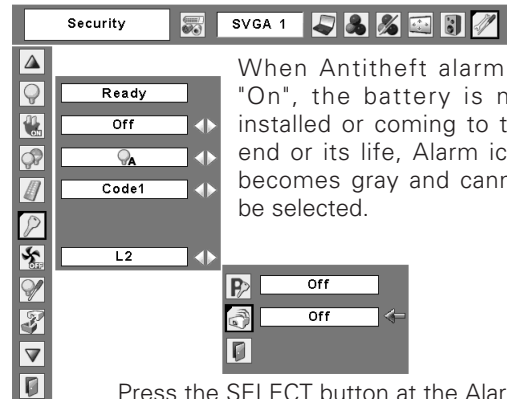 Security SVGA 1
When Antitheft alarm
"On", the battery is n
installed or coming to t
end or its life, Alarm ic
becomes gray and cann
be selected.
Ready
Off
A
Code1
L2
ON
OFF
P Off
Off
Press the SELECT button at the Alar